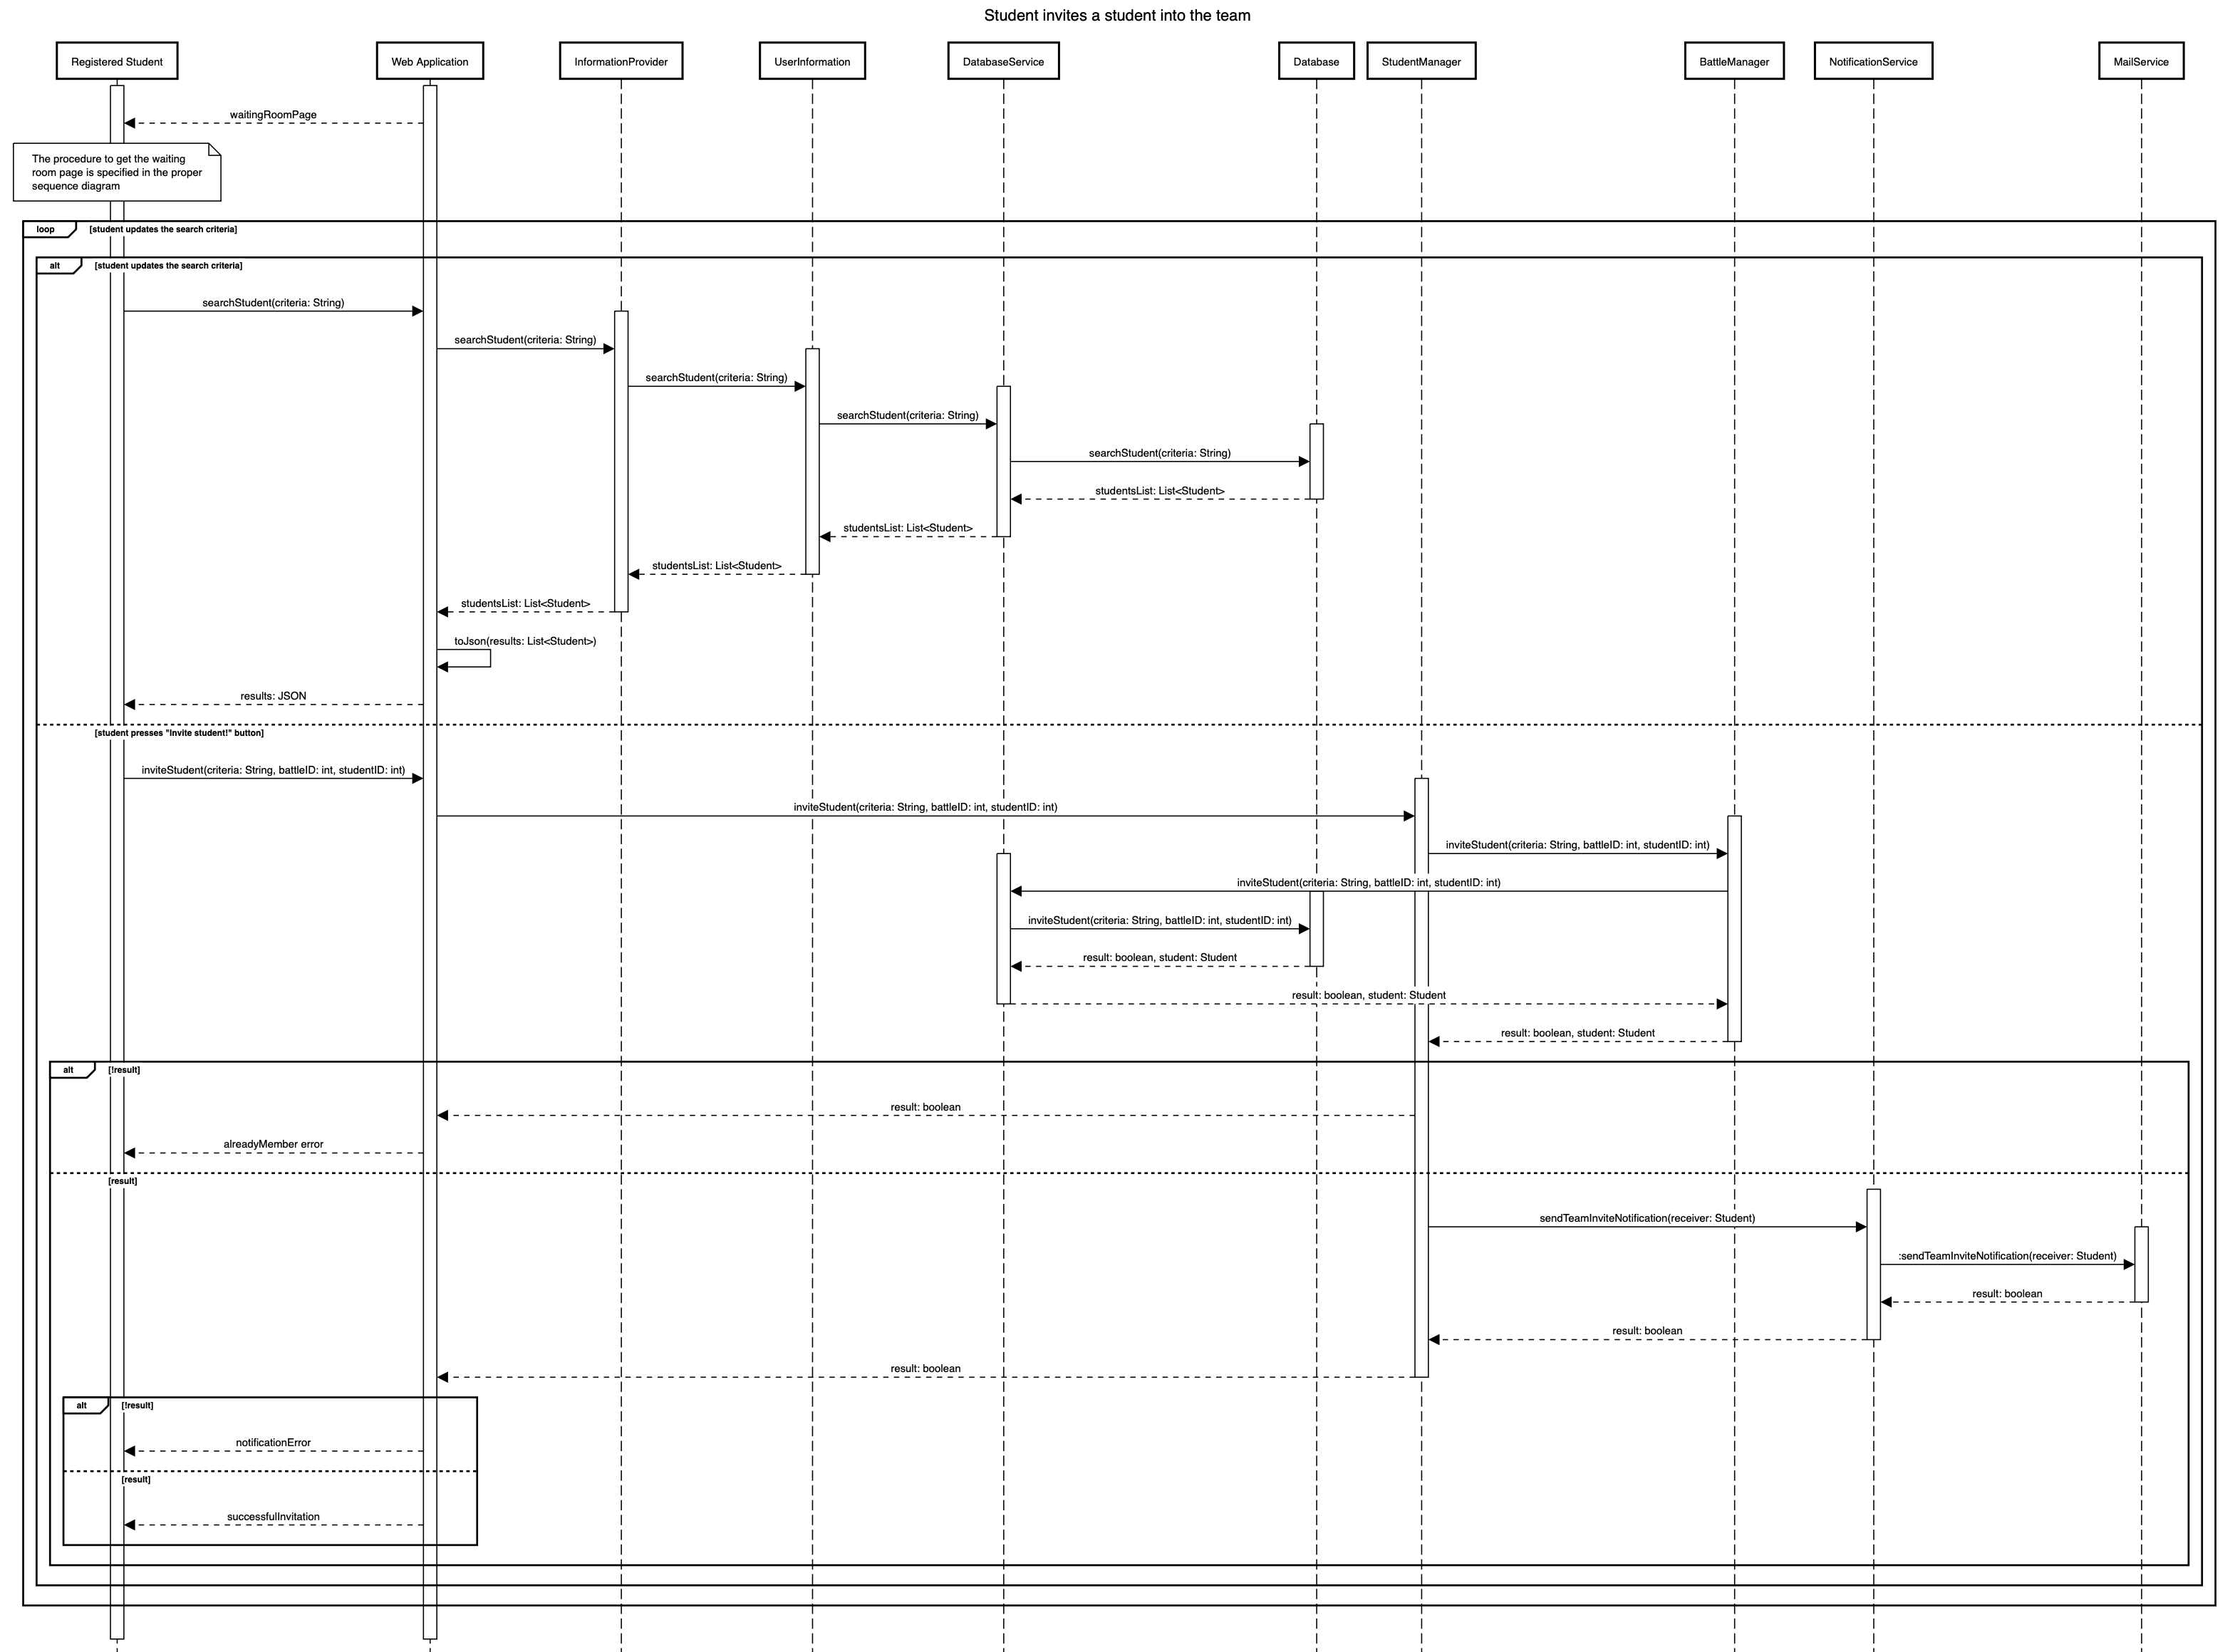 Student invites a student into the team
Registered Student
Web Application
InformationProvider
UserInformation
DatabaseService
Database
StudentManager
BattleManager
NotificationService
MailService
waitingRoomPage
The procedure to get the waiting
room page is specified in the proper
sequence diagram
loop
[student updates the search criteria]
alt
[student updates the search criteria]
searchStudent(criteria: String)
searchStudent(criteria: String)
searchStudent(criteria: String)
searchStudent(criteria: String)
searchStudent(criteria: String)
studentsList: List<Student>
studentsList: List<Student>
studentsList: List<Student>
studentsList: List<Student>
toJson(results: List<Student>)
results: JSON
[student presses "Invite student!" button]
inviteStudent(criteria: String, battleID: int, studentID: int)
inviteStudent(criteria: String, battleID: int, studentID: int)
inviteStudent(criteria: String, battleID: int, studentID: int)
inviteStudent(criteria: String, battleID: int, studentID: int)
inviteStudent(criteria: String, battleID: int, studentID: int)
result: boolean, student: Student
result: boolean, student: Student
result: boolean, student: Student
alt
[!result]
result: boolean
alreadyMember error
[result]
sendTeamInviteNotification(receiver: Student)
:sendTeamInviteNotification(receiver: Student)
result: boolean
result: boolean
result: boolean
alt
[!result]
notificationError
[result]
successfulInvitation